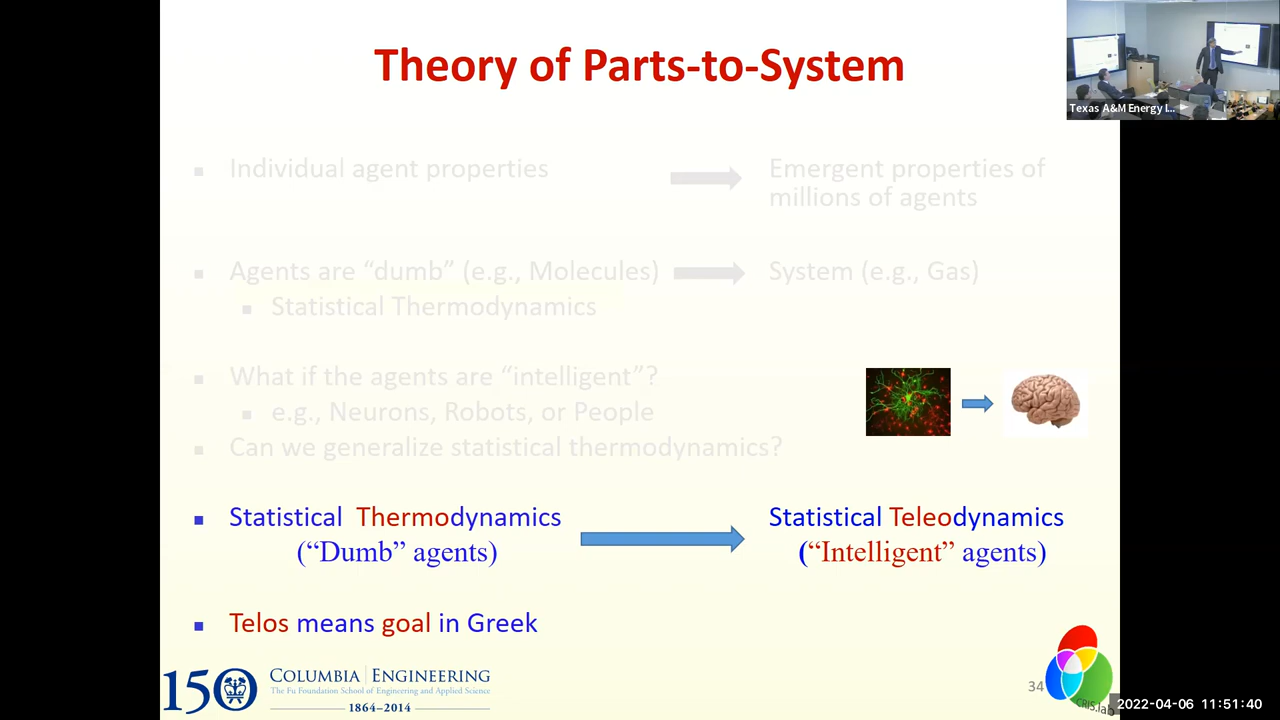 Theory of Parts-to-System
Texas A&M Energy I...
▪ Individual agent properties
Emergent properties of
millions of agents
▪ Agents are “dumb” (e.g., Molecules)
System (e.g., Gas)
▪ Statistical Thermodynamics
▪ What if the agents are “intelligent”?
▪ e.g., Neurons, Robots, or People
▪ Can we generalize statistical thermodynamics?
▪ Statistical Thermodynamics
(“Dumb” agents)
Statistical Teleodynamics
(“Intelligent” agents)
▪ Telos means goal in Greek
150
COLUMBIA | ENGINEERING
The Fu Foundation School of Engineering and Applied Science
1864–2014
34
CRIS.lab
2022-04-06 11:51:40